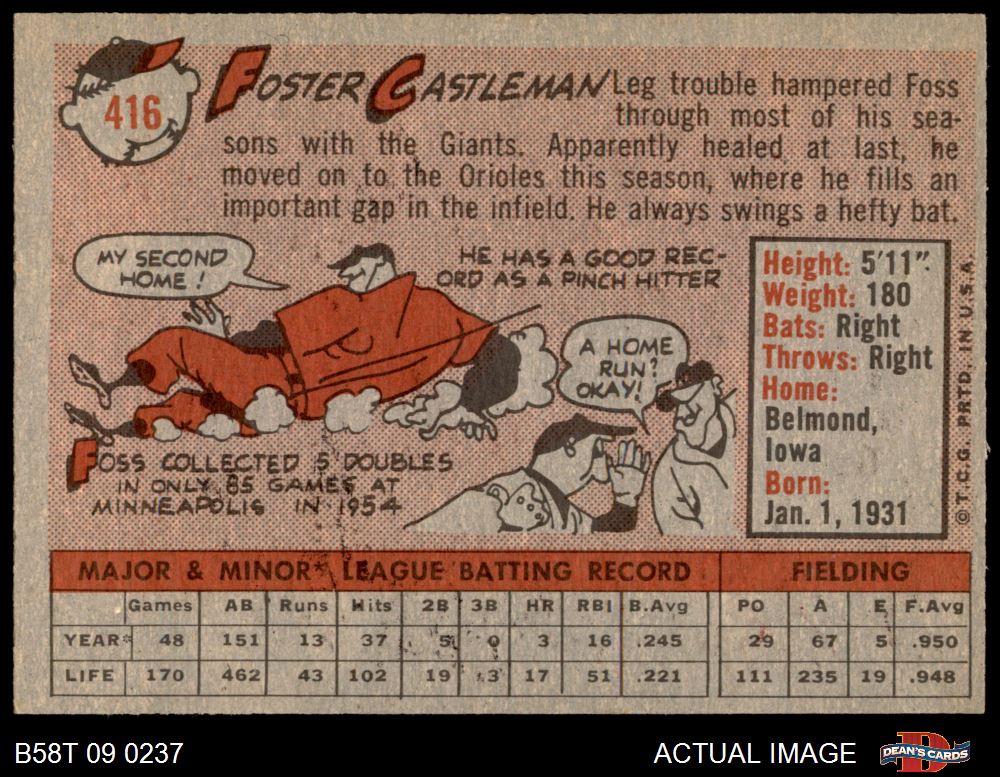 416
FOSTER CASTLEMAN Leg trouble hampered Foss
through most of his sea-
sons with the Giants. Apparently healed at last, he
moved on to the Orioles this season, where he fills an
important gap in the infield. He always swings a hefty bat.
MY SECOND
HOME!
HE HAS A GOOD REC-
ORD AS A PINCH HITTER
A HOME
RUN?
OKAY!
FOSS COLLECTED 5 DOUBLES
IN ONLY 85 GAMES AT
MINNEAPOLIS IN 1954
Height: 5'11"
Weight: 180
Bats: Right
Throws: Right
Home:
Belmond,
Iowa
Born:
Jan. 1, 1931
©T.C.G. PRTD. IN U.S.A.
MAJOR & MINOR* LEAGUE BATTING RECORD FIELDING
Games AB Runs Hits 2B 3B HR RBI B.Avg PO A E F.Avg
YEAR* 48 151 13 37 5 0 3 16 .245 29 67 5 .950
LIFE 170 462 43 102 19 3 17 51 .221 111 235 19 .948
B58T 09 0237 ACTUAL IMAGE DEAN'S CARDS